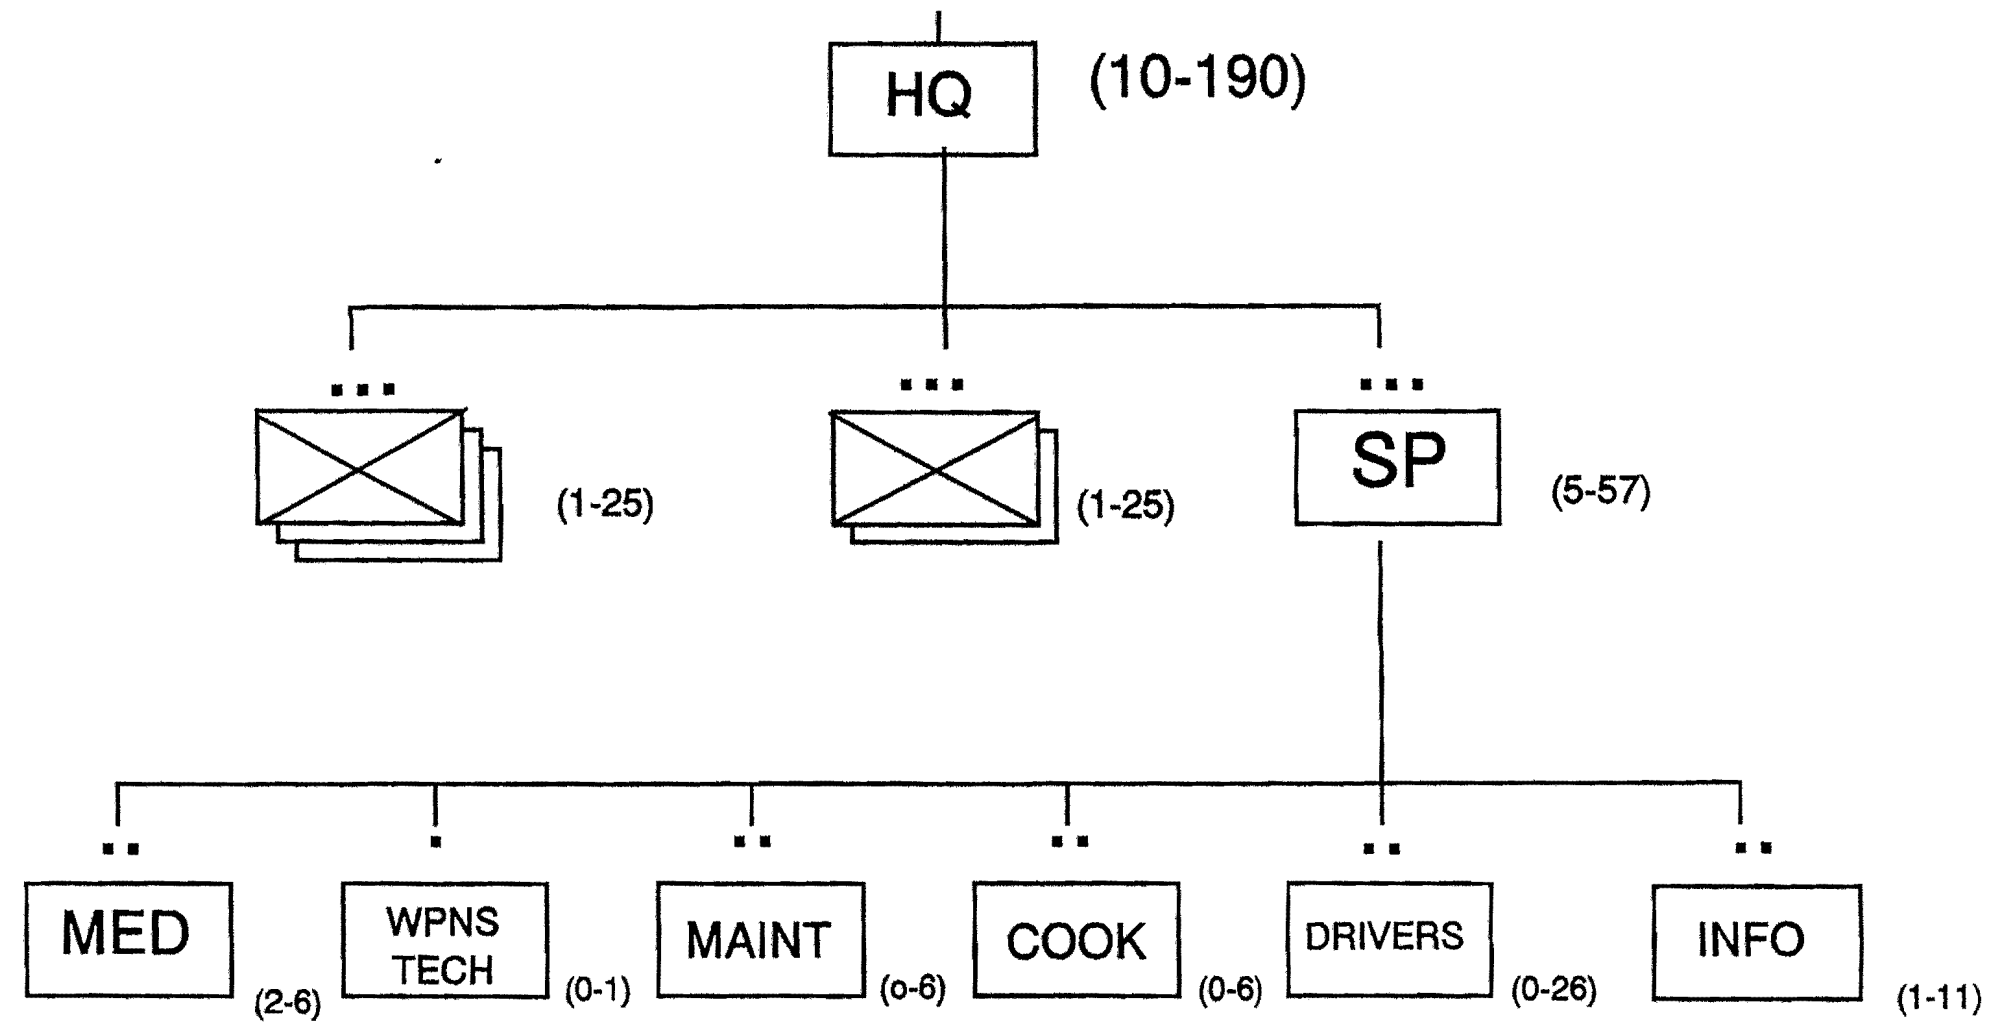 HQ (10-190)
(1-25)
(1-25)
SP (5-57)
MED (2-6)
WPNS
TECH (0-1)
MAINT (o-6)
COOK (0-6)
DRIVERS (0-26)
INFO (1-11)